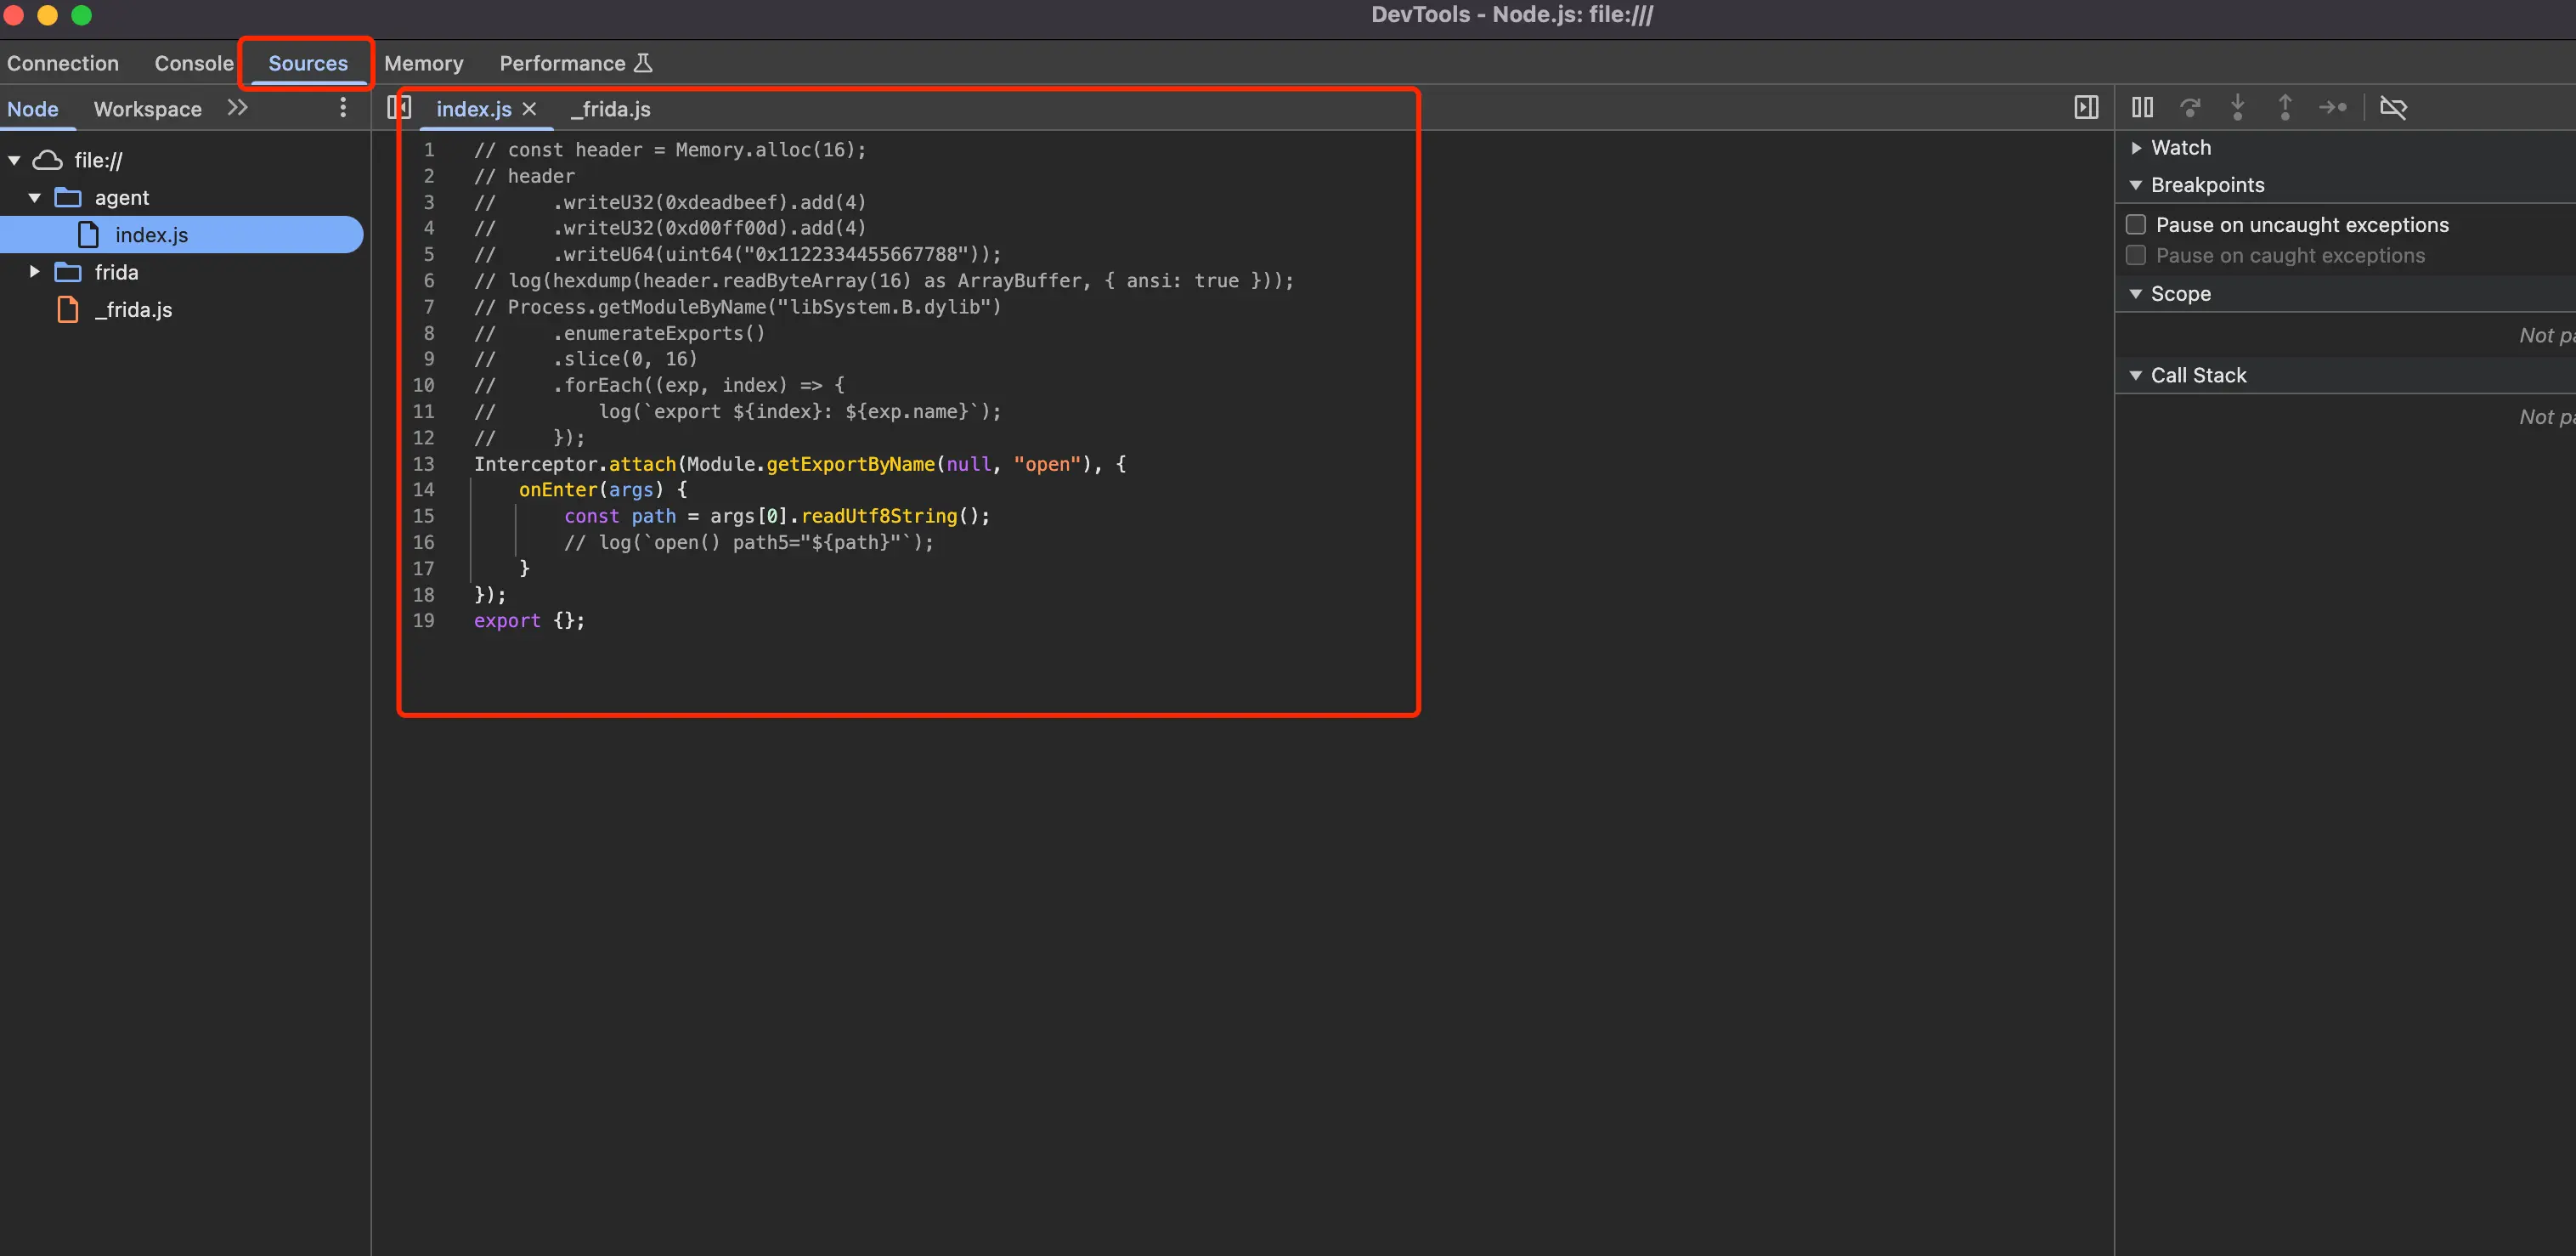 DevTools - Node.js: file:///
Connection Console Sources Memory Performance
Node Workspace
index.js _frida.js
file://
agent
index.js
frida
_frida.js
1 // const header = Memory.alloc(16);
2 // header
3 //     .writeU32(0xdeadbeef).add(4)
4 //     .writeU32(0xd00ff00d).add(4)
5 //     .writeU64(uint64("0x1122334455667788"));
6 // log(hexdump(header.readByteArray(16) as ArrayBuffer, { ansi: true }));
7 // Process.getModuleByName("libSystem.B.dylib")
8 //     .enumerateExports()
9 //     .slice(0, 16)
10 //     .forEach((exp, index) => {
11 //         log(`export ${index}: ${exp.name}`);
12 //     });
13 Interceptor.attach(Module.getExportByName(null, "open"), {
14     onEnter(args) {
15         const path = args[0].readUtf8String();
16         // log(`open() path5="${path}"`);
17     }
18 });
19 export {};
Watch
Breakpoints
Pause on uncaught exceptions
Pause on caught exceptions
Scope
Not
Call Stack
Not